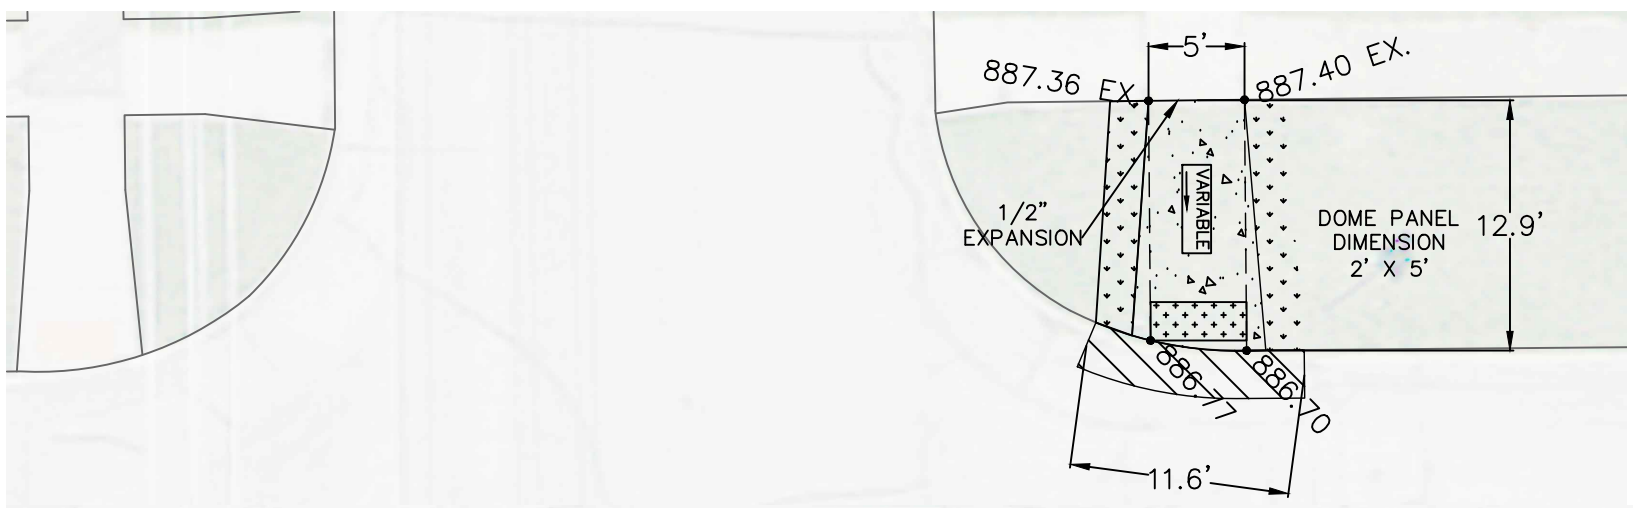 5'
887.36 EX.
887.40 EX.
1/2"
EXPANSION
VARIABLE
DOME PANEL
DIMENSION
2' X 5'
12.9'
886.77
886.70
11.6'